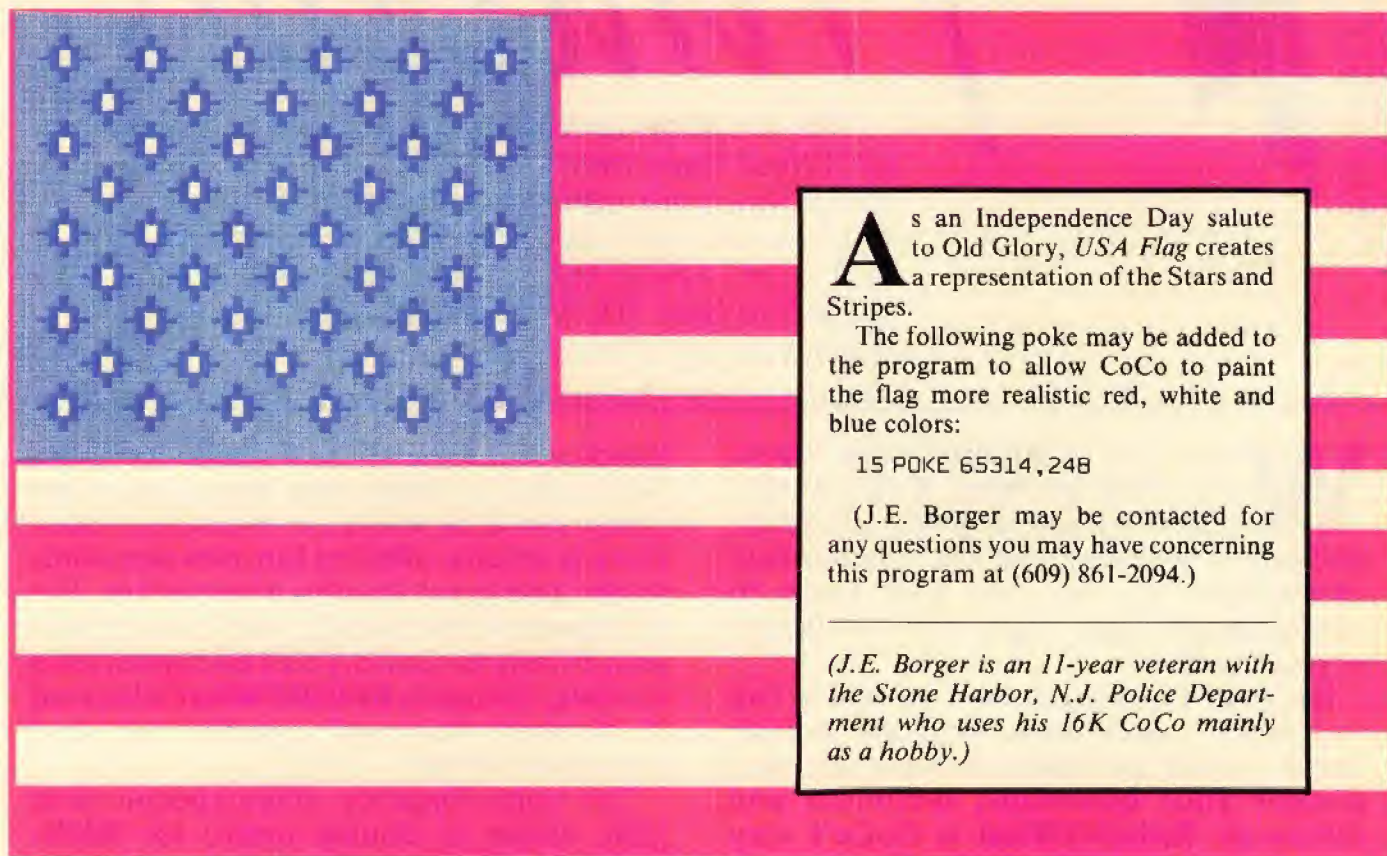 As an Independence Day salute
to Old Glory, USA Flag creates
a representation of the Stars and
Stripes.
The following poke may be added to
the program to allow CoCo to paint
the flag more realistic red, white and
blue colors:
15 POKE 65314,248
(J.E. Borger may be contacted for
any questions you may have concerning
this program at (609) 861-2094.)
(J.E. Borger is an 11-year veteran with
the Stone Harbor, N.J. Police Depart-
ment who uses his 16K CoCo mainly
as a hobby.)